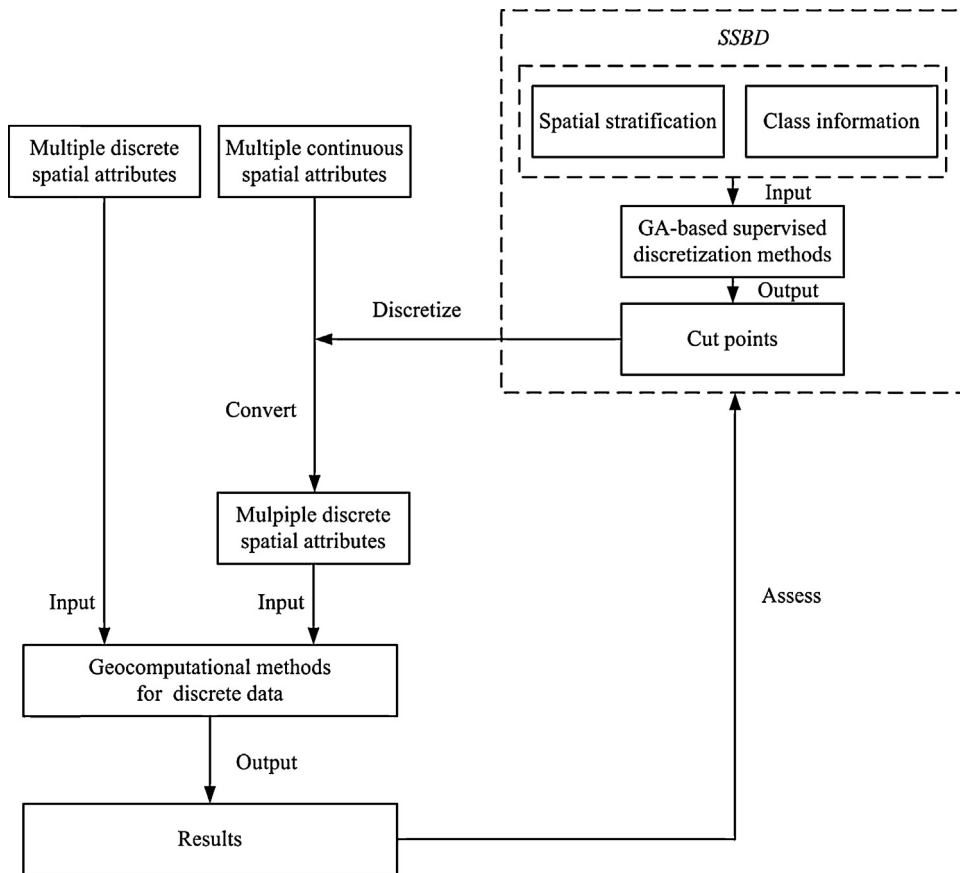 SSBD
Spatial stratification
Class information
Multiple discrete
spatial attributes
Multiple continuous
spatial attributes
Input
GA-based supervised
discretization methods
Output
Discretize
Cut points
Convert
Mulpiple discrete
spatial attributes
Input
Input
Assess
Geocomputational methods
for discrete data
Output
Results